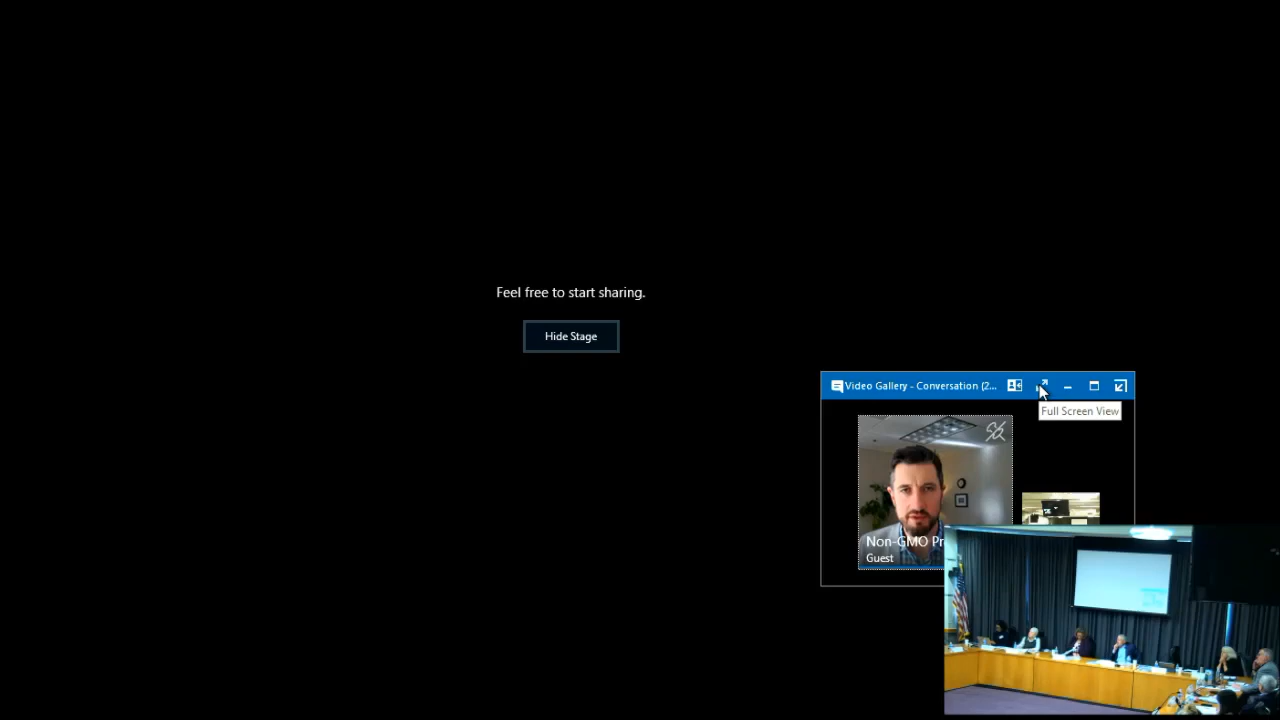 Feel free to start sharing.
Hide Stage
Video Gallery - Conversation (2...
Full Screen View
Non-GMO Pr
Guest